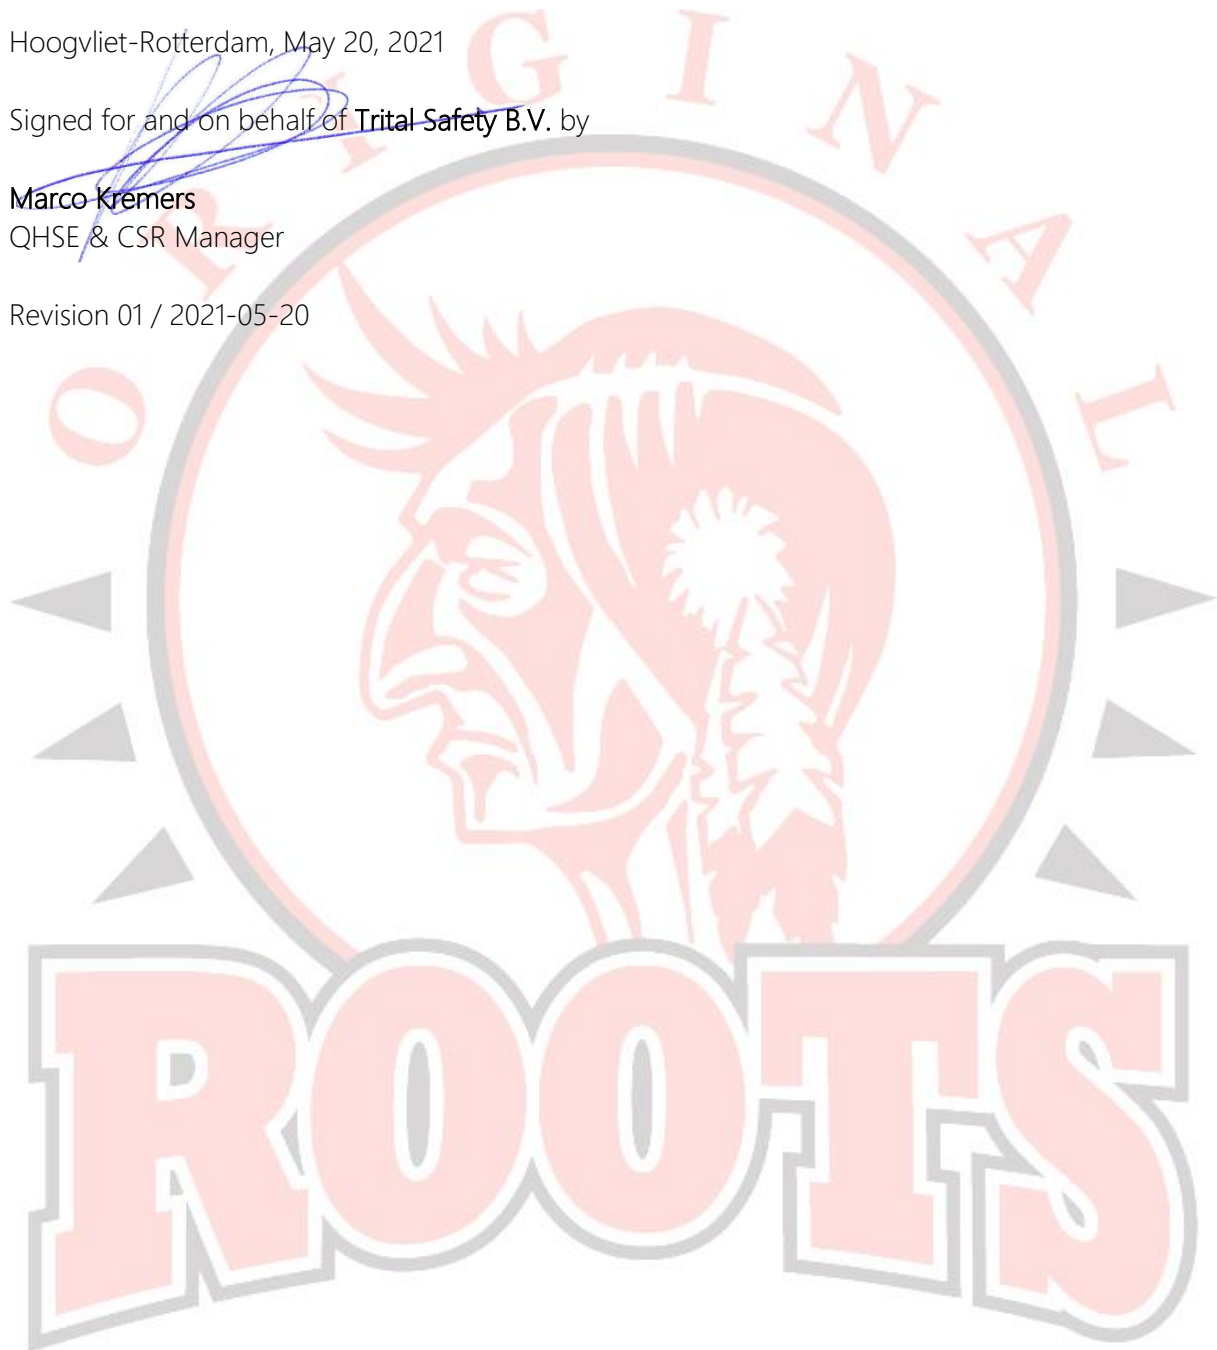 Hoogvliet-Rotterdam, May 20, 2021
Signed for and on behalf of Trital Safety B.V. by
Marco Kremers
QHSE & CSR Manager
Revision 01 / 2021-05-20
ORIGINAL
ROOTS